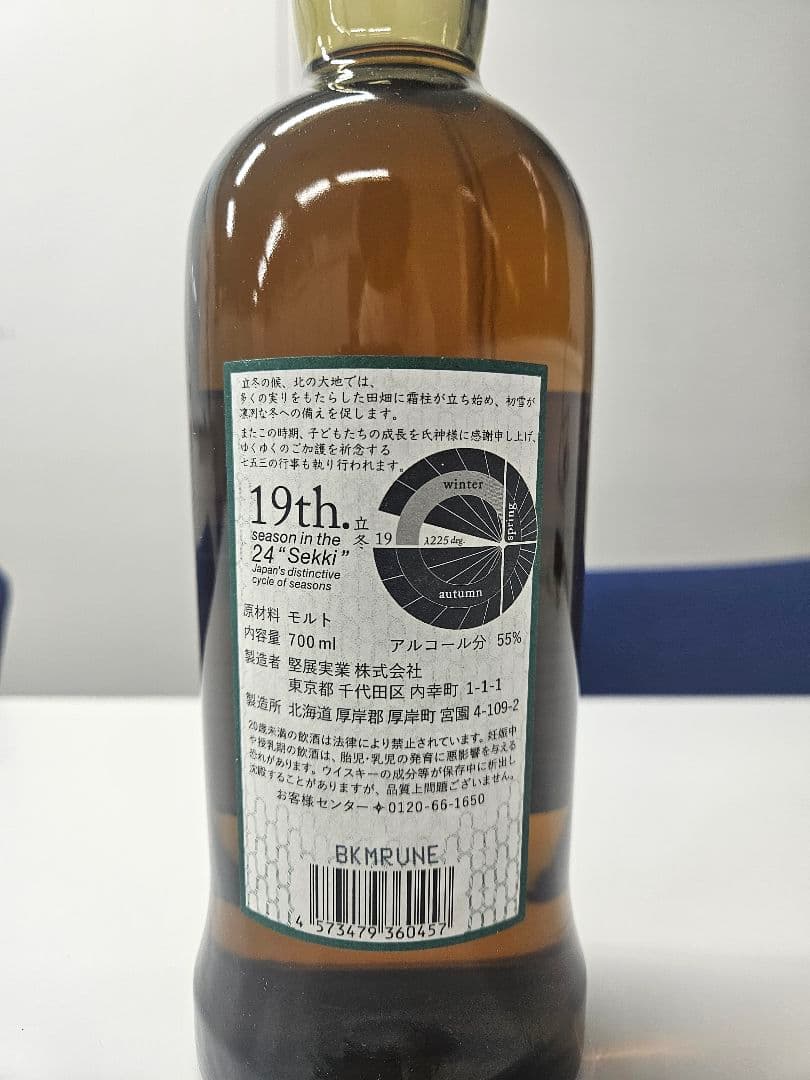 立冬の候、北の大地では、
多くの実りをもたらした田畑に霜柱が立ち始め、初雪が
凛冽な冬への備えを促します。
またこの時期、子どもたちの成長を氏神様に感謝申し上げ、
ゆくゆくのご加護を祈念する
七五三の行事も執り行われます。
19th.
立冬
season in the
24 "Sekki"
Japan's distinctive
cycle of seasons
winter
spring
19
λ225 deg.
autumn
原材料 モルト
内容量 700 ml
アルコール分 55%
製造者 堅展実業 株式会社
東京都 千代田区 内幸町 1-1-1
製造所 北海道 厚岸郡 厚岸町 宮園 4-109-2
20歳未満の飲酒は法律により禁止されています。妊娠中
や授乳期の飲酒は、胎児・乳児の発育に悪影響を与える
恐れがあります。ウイスキーの成分等が保存中に析出し
沈殿することがありますが、品質上問題ございません。
お客様センター✧0120-66-1650
BKMRUNE
4 573479 360457